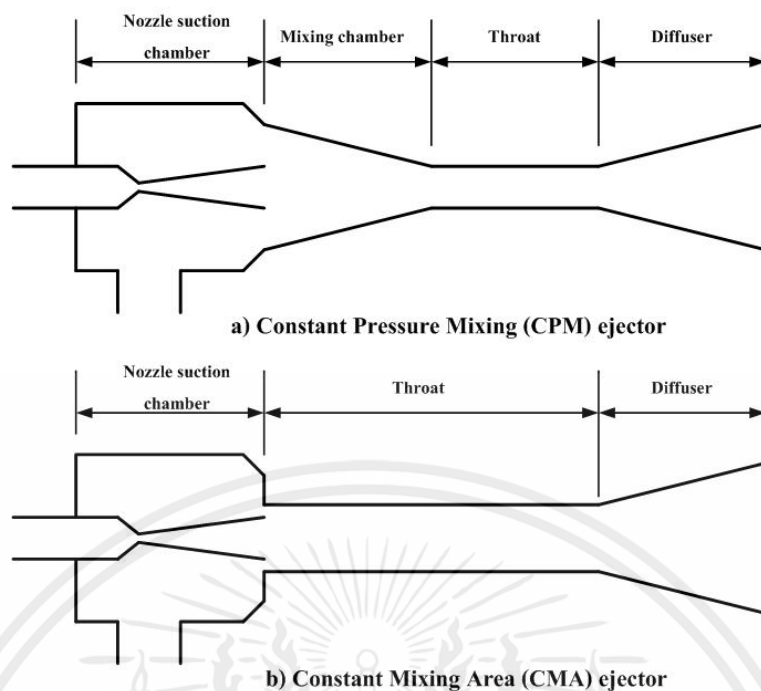 Nozzle suction
chamber
Mixing chamber
Throat
Diffuser
a) Constant Pressure Mixing (CPM) ejector
Nozzle suction
chamber
Throat
Diffuser
b) Constant Mixing Area (CMA) ejector